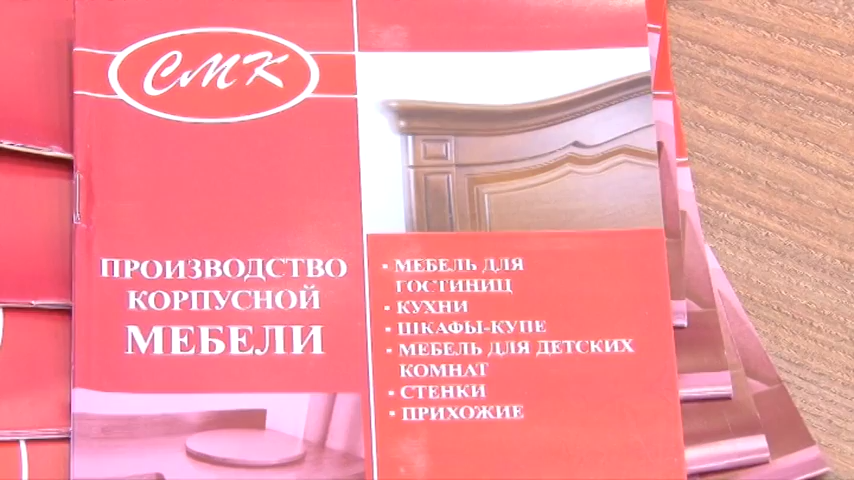 СМК
ПРОИЗВОДСТВО
КОРПУСНОЙ
МЕБЕЛИ
▪ МЕБЕЛЬ ДЛЯ
ГОСТИНИЦ
▪ КУХНИ
▪ ШКАФЫ-КУПЕ
▪ МЕБЕЛЬ ДЛЯ ДЕТСКИХ
КОМНАТ
▪ СТЕНКИ
▪ ПРИХОЖИЕ